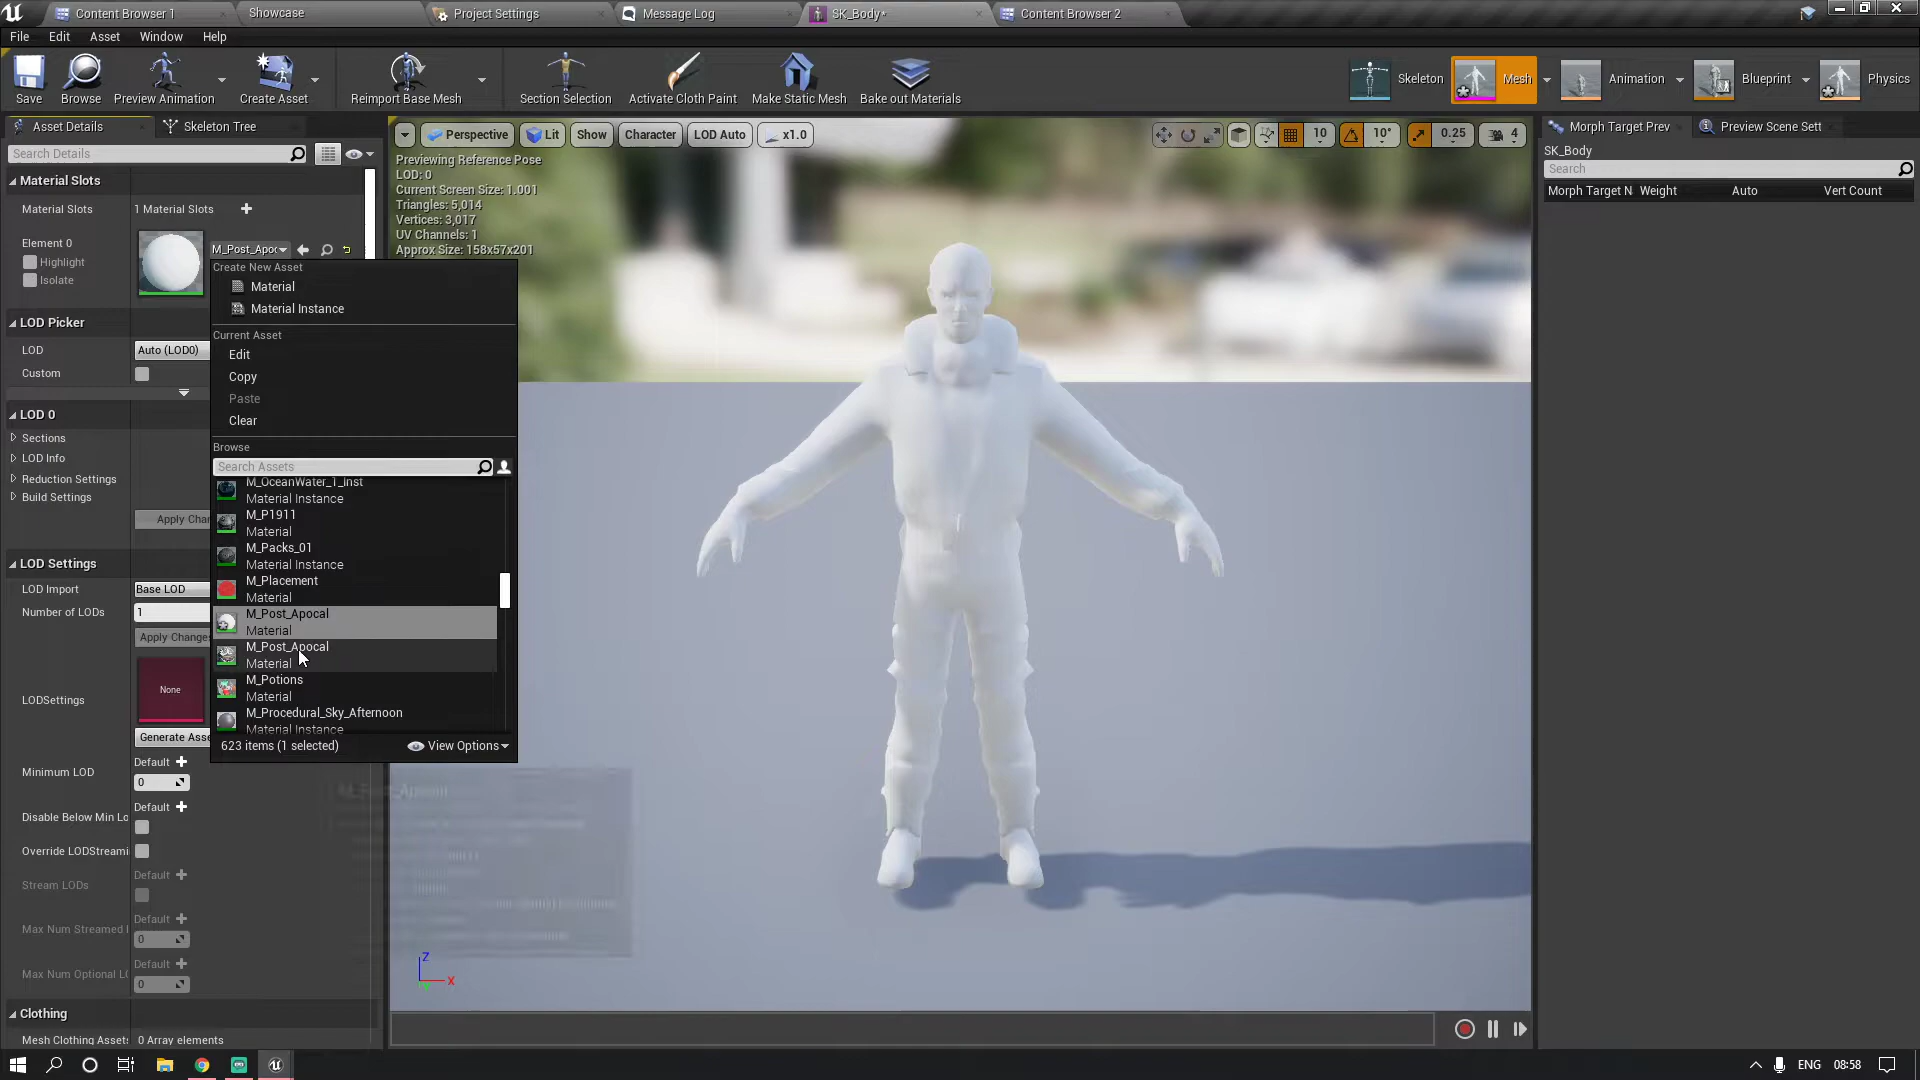 Content Browser 1
Showcase
Project Settings
Message Log
SK_Body*
Content Browser 2
File
Edit
Asset
Window
Help
Save
Browse
Preview Animation
Create Asset
Reimport Base Mesh
Section Selection
Activate Cloth Paint
Make Static Mesh
Bake out Materials
Skeleton
Mesh
Animation
Blueprint
Physics
Asset Details
Skeleton Tree
Search Details
Material Slots
Material Slots
1 Material Slots
Element 0
Highlight
Isolate
M_Post_Apoc
LOD Picker
LOD
Auto (LOD0)
Custom
LOD 0
Sections
LOD Info
Reduction Settings
Build Settings
Apply Cha
LOD Settings
LOD Import
Base LOD
Number of LODs
1
Apply Changes
None
LODSettings
Generate Asse
Default
Minimum LOD
0
Default
Disable Below Min Lo
Override LODStreami
Default
Stream LODs
Default
Max Num Streamed
0
Default
Max Num Optional L
0
Clothing
Mesh Clothing Assets
0 Array elements
Create New Asset
Material
Material Instance
Current Asset
Edit
Copy
Paste
Clear
Browse
Search Assets
M_OceanWater_1_Inst
Material Instance
M_P1911
Material
M_Packs_01
Material Instance
M_Placement
Material
M_Post_Apocal
Material
M_Post_Apocal
Material
M_Potions
Material
M_Procedural_Sky_Afternoon
Material Instance
623 items (1 selected)
View Options
Perspective
Lit
Show
Character
LOD Auto
x1.0
10
10°
0.25
4
Previewing Reference Pose
LOD: 0
Current Screen Size: 1.001
Triangles: 5,014
Vertices: 3,017
UV Channels: 1
Approx Size: 158x57x201
Z
X
Morph Target Prev
Preview Scene Sett
SK_Body
Search
Morph Target N
Weight
Auto
Vert Count
ENG
08:58